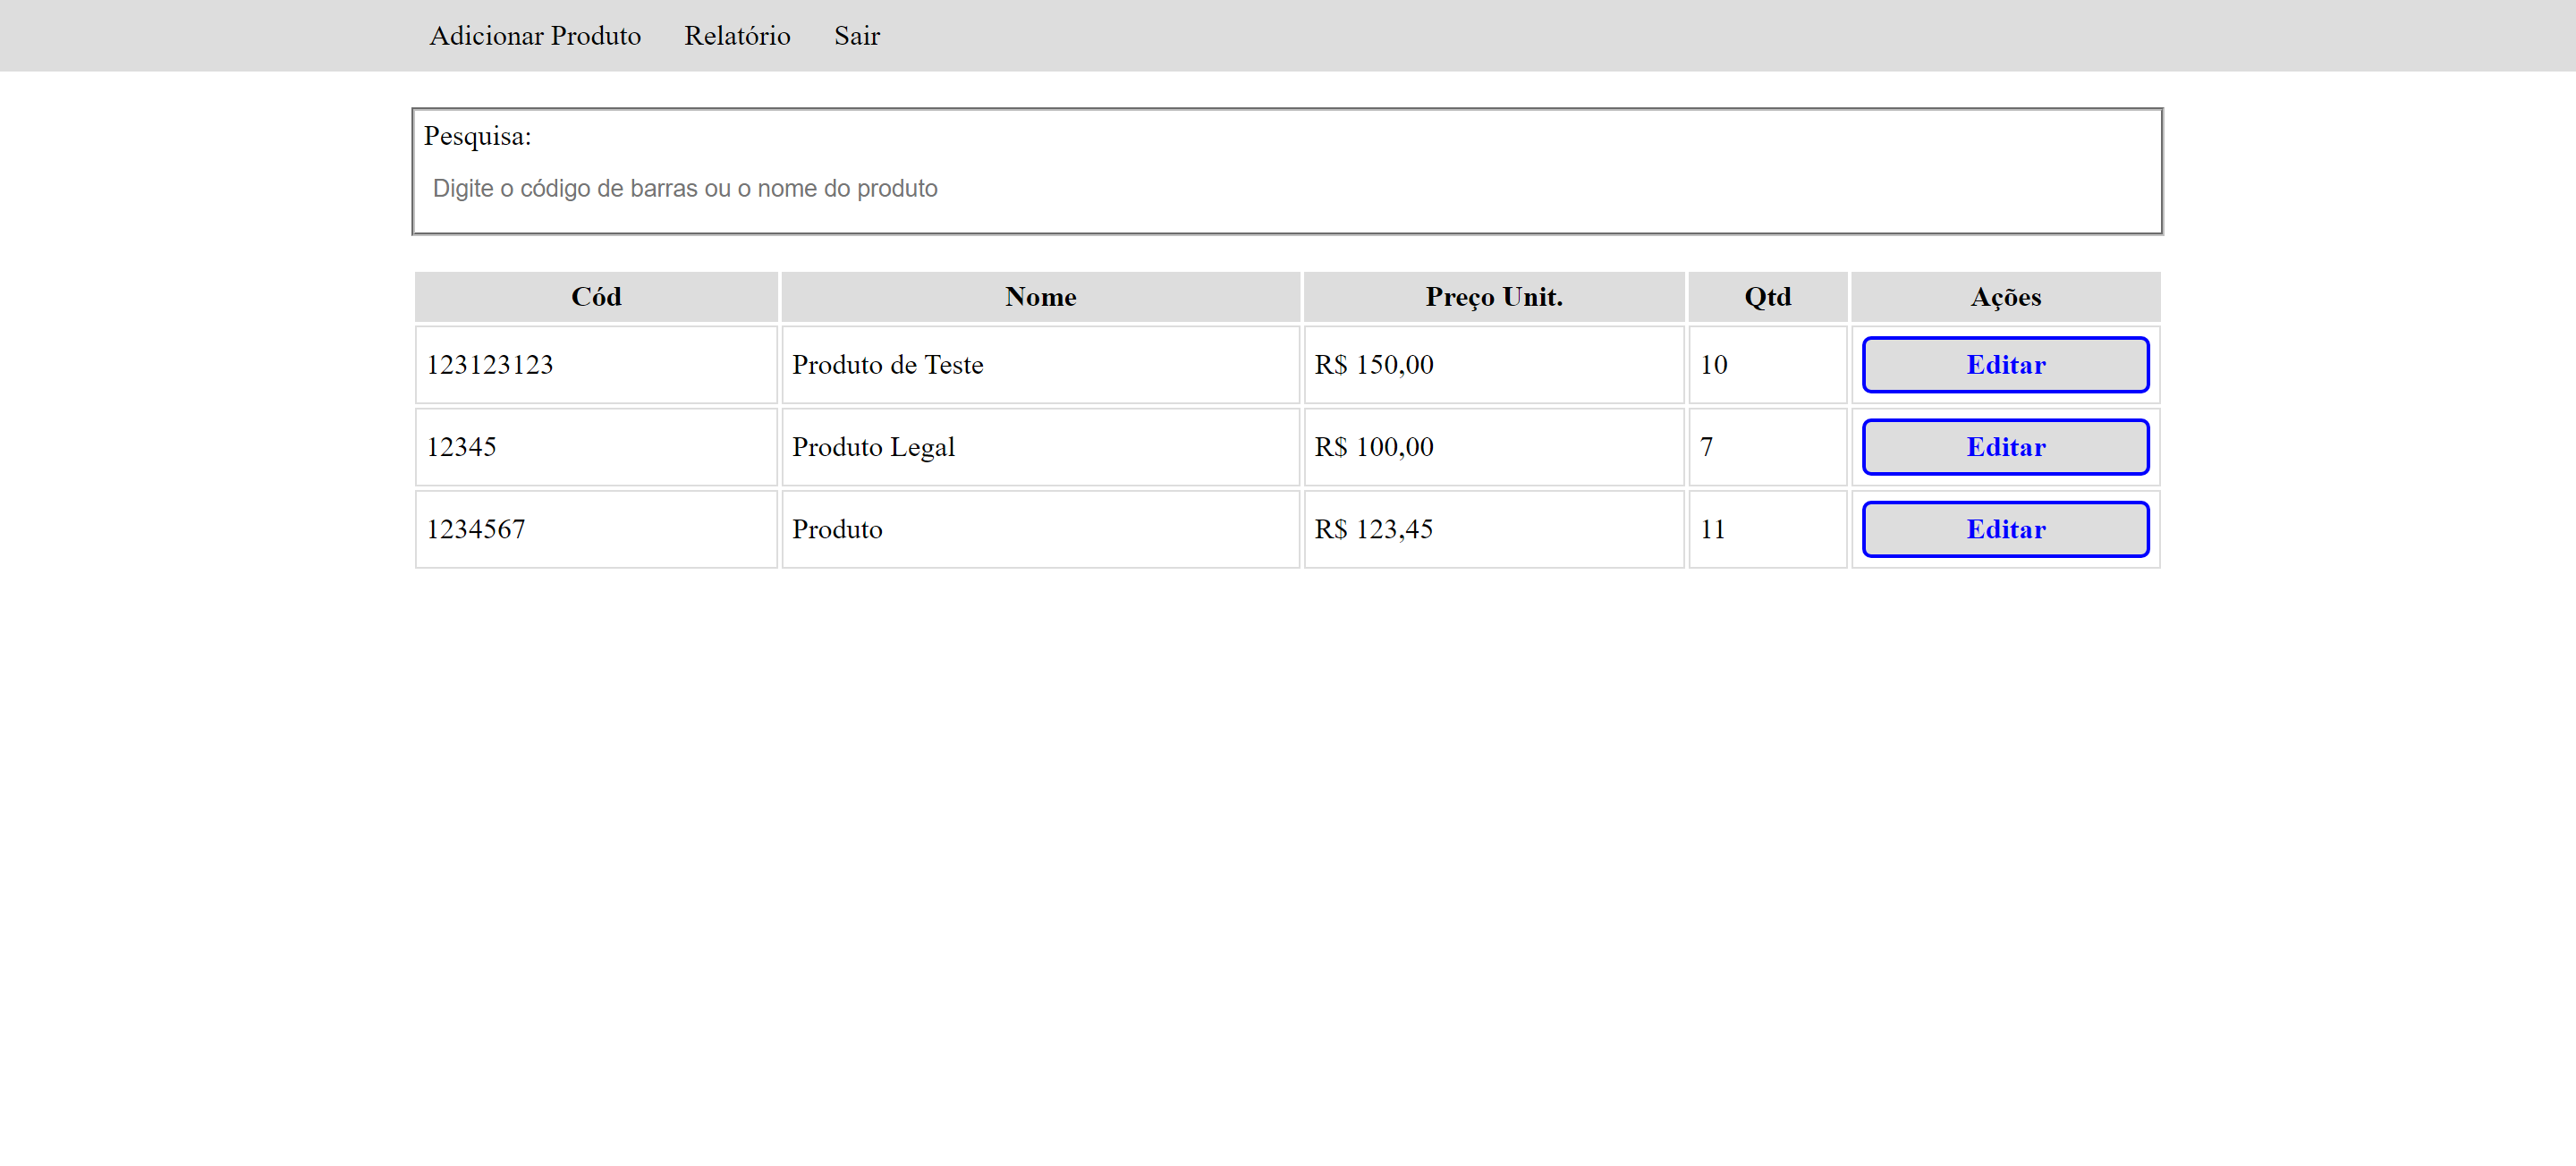 Adicionar Produto Relatório Sair
Pesquisa:
Digite o código de barras ou o nome do produto
Cód Nome Preço Unit. Qtd Ações
123123123 Produto de Teste R$ 150,00 10 Editar
12345 Produto Legal R$ 100,00 7 Editar
1234567 Produto R$ 123,45 11 Editar